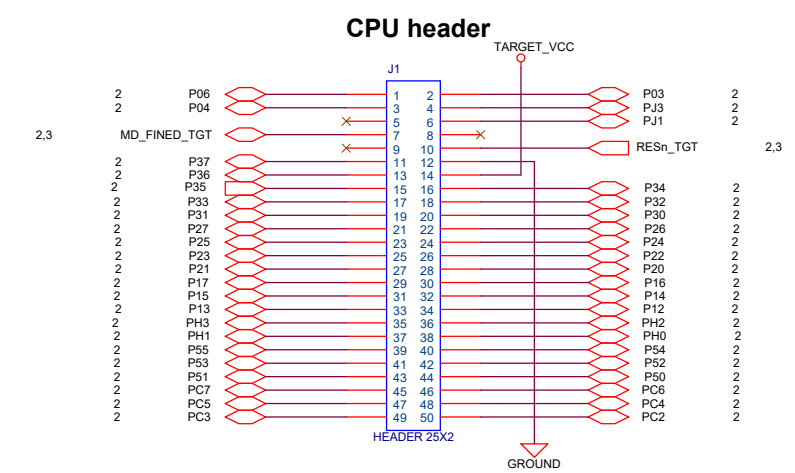 CPU header
TARGET_VCC
J1
2 P06 1 2 P03 2
2 P04 3 4 PJ3 2
5 6 PJ1 2
2,3 MD_FINED_TGT 7 8
9 10 RESn_TGT 2,3
2 P37 11 12
2 P36 13 14
2 P35 15 16 P34 2
2 P33 17 18 P32 2
2 P31 19 20 P30 2
2 P27 21 22 P26 2
2 P25 23 24 P24 2
2 P23 25 26 P22 2
2 P21 27 28 P20 2
2 P17 29 30 P16 2
2 P15 31 32 P14 2
2 P13 33 34 P12 2
2 PH3 35 36 PH2 2
2 PH1 37 38 PH0 2
2 P55 39 40 P54 2
2 P53 41 42 P52 2
2 P51 43 44 P50 2
2 PC7 45 46 PC6 2
2 PC5 47 48 PC4 2
2 PC3 49 50 PC2 2
HEADER 25X2
GROUND